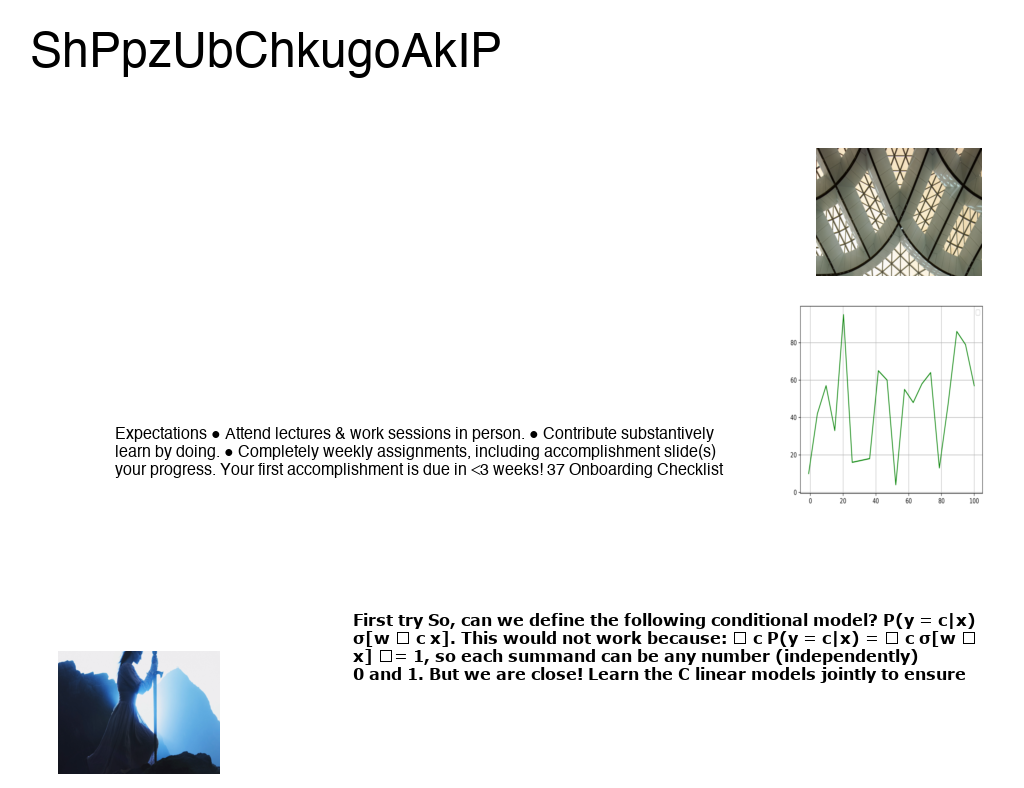 ShPpzUbChkugoAkIP
80
60
40
20
0
0 20 40 60 80 100
Expectations ● Attend lectures & work sessions in person. ● Contribute substantively
learn by doing. ● Completely weekly assignments, including accomplishment slide(s)
your progress. Your first accomplishment is due in <3 weeks! 37 Onboarding Checklist
First try So, can we define the following conditional model? P(y = c|x)
σ[w □ c x]. This would not work because: □ c P(y = c|x) = □ c σ[w □
x] □= 1, so each summand can be any number (independently)
0 and 1. But we are close! Learn the C linear models jointly to ensure